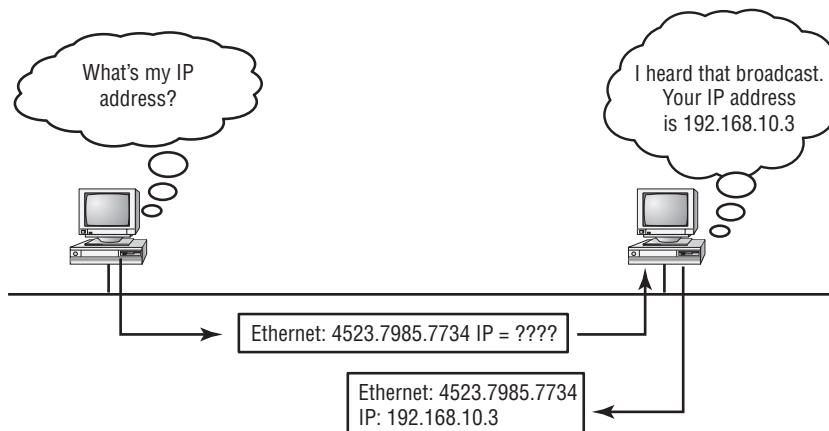 What’s my IP
address?
I heard that broadcast.
Your IP address
is 192.168.10.3
Ethernet: 4523.7985.7734 IP = ????
Ethernet: 4523.7985.7734
IP: 192.168.10.3